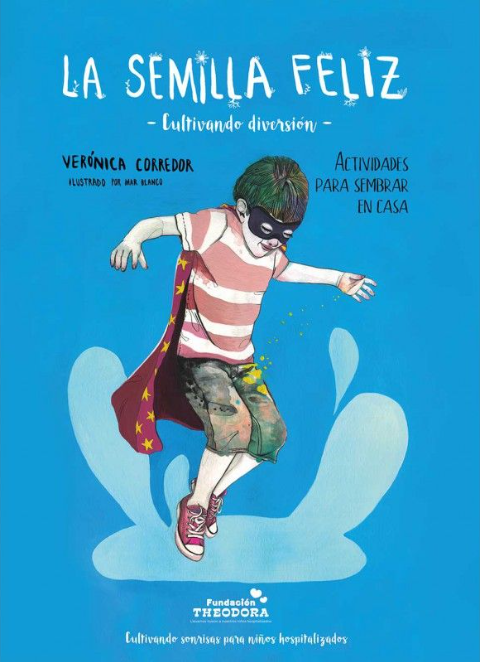 LA SEMILLA FELIZ
- Cultivando diversión -
VERÓNICA CORREDOR
ILUSTRADO POR MAR BLANCO
ACTIVIDADES
PARA SEMBRAR
EN CASA
Fundación
THEODORA
Cultivando sonrisas para niños hospitalizados